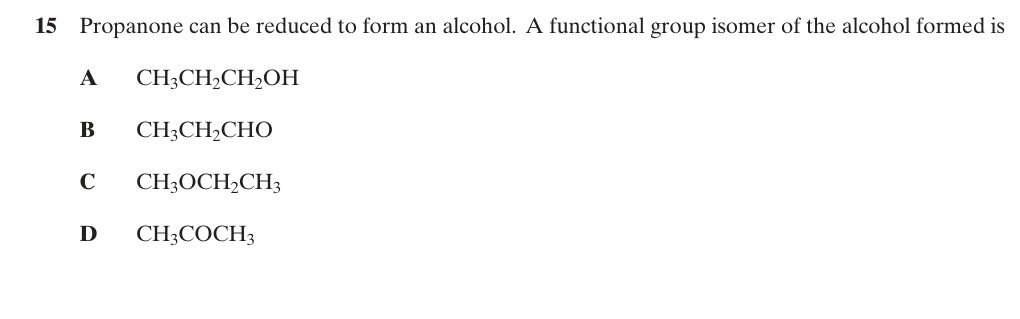 15 Propanone can be reduced to form an alcohol. A functional group isomer of the alcohol formed is
A CH₃CH₂CH₂OH
B CH₃CH₂CHO
C CH₃OCH₂CH₃
D CH₃COCH₃